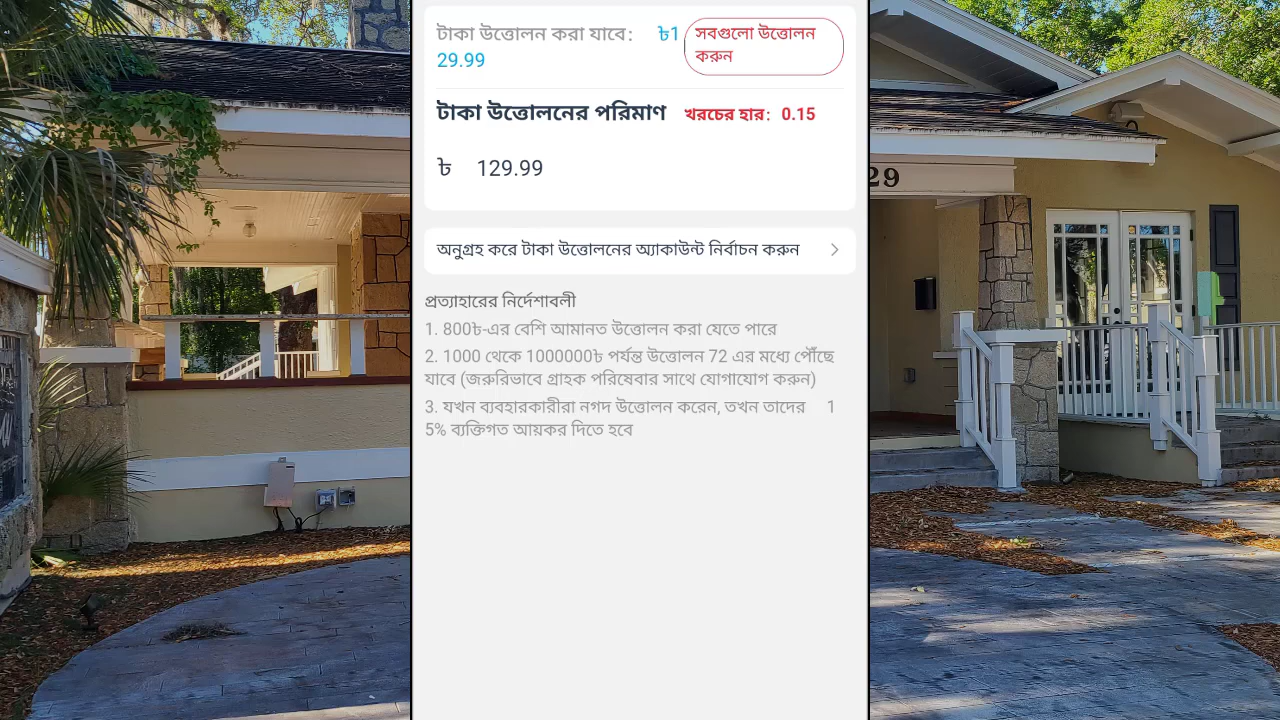 টাকা উত্তোলন করা যাবে: ৳1
29.99
সবগুলো উত্তোলন
করুন
টাকা উত্তোলনের পরিমাণ খরচের হার: 0.15
৳ 129.99
অনুগ্রহ করে টাকা উত্তোলনের অ্যাকাউন্ট নির্বাচন করুন
প্রত্যাহারের নির্দেশাবলী
1. 800৳-এর বেশি আমানত উত্তোলন করা যেতে পারে
2. 1000 থেকে 1000000৳ পর্যন্ত উত্তোলন 72 এর মধ্যে পৌঁছে
যাবে (জরুরিভাবে গ্রাহক পরিষেবার সাথে যোগাযোগ করুন)
3. যখন ব্যবহারকারীরা নগদ উত্তোলন করেন, তখন তাদের 1
5% ব্যক্তিগত আয়কর দিতে হবে
29